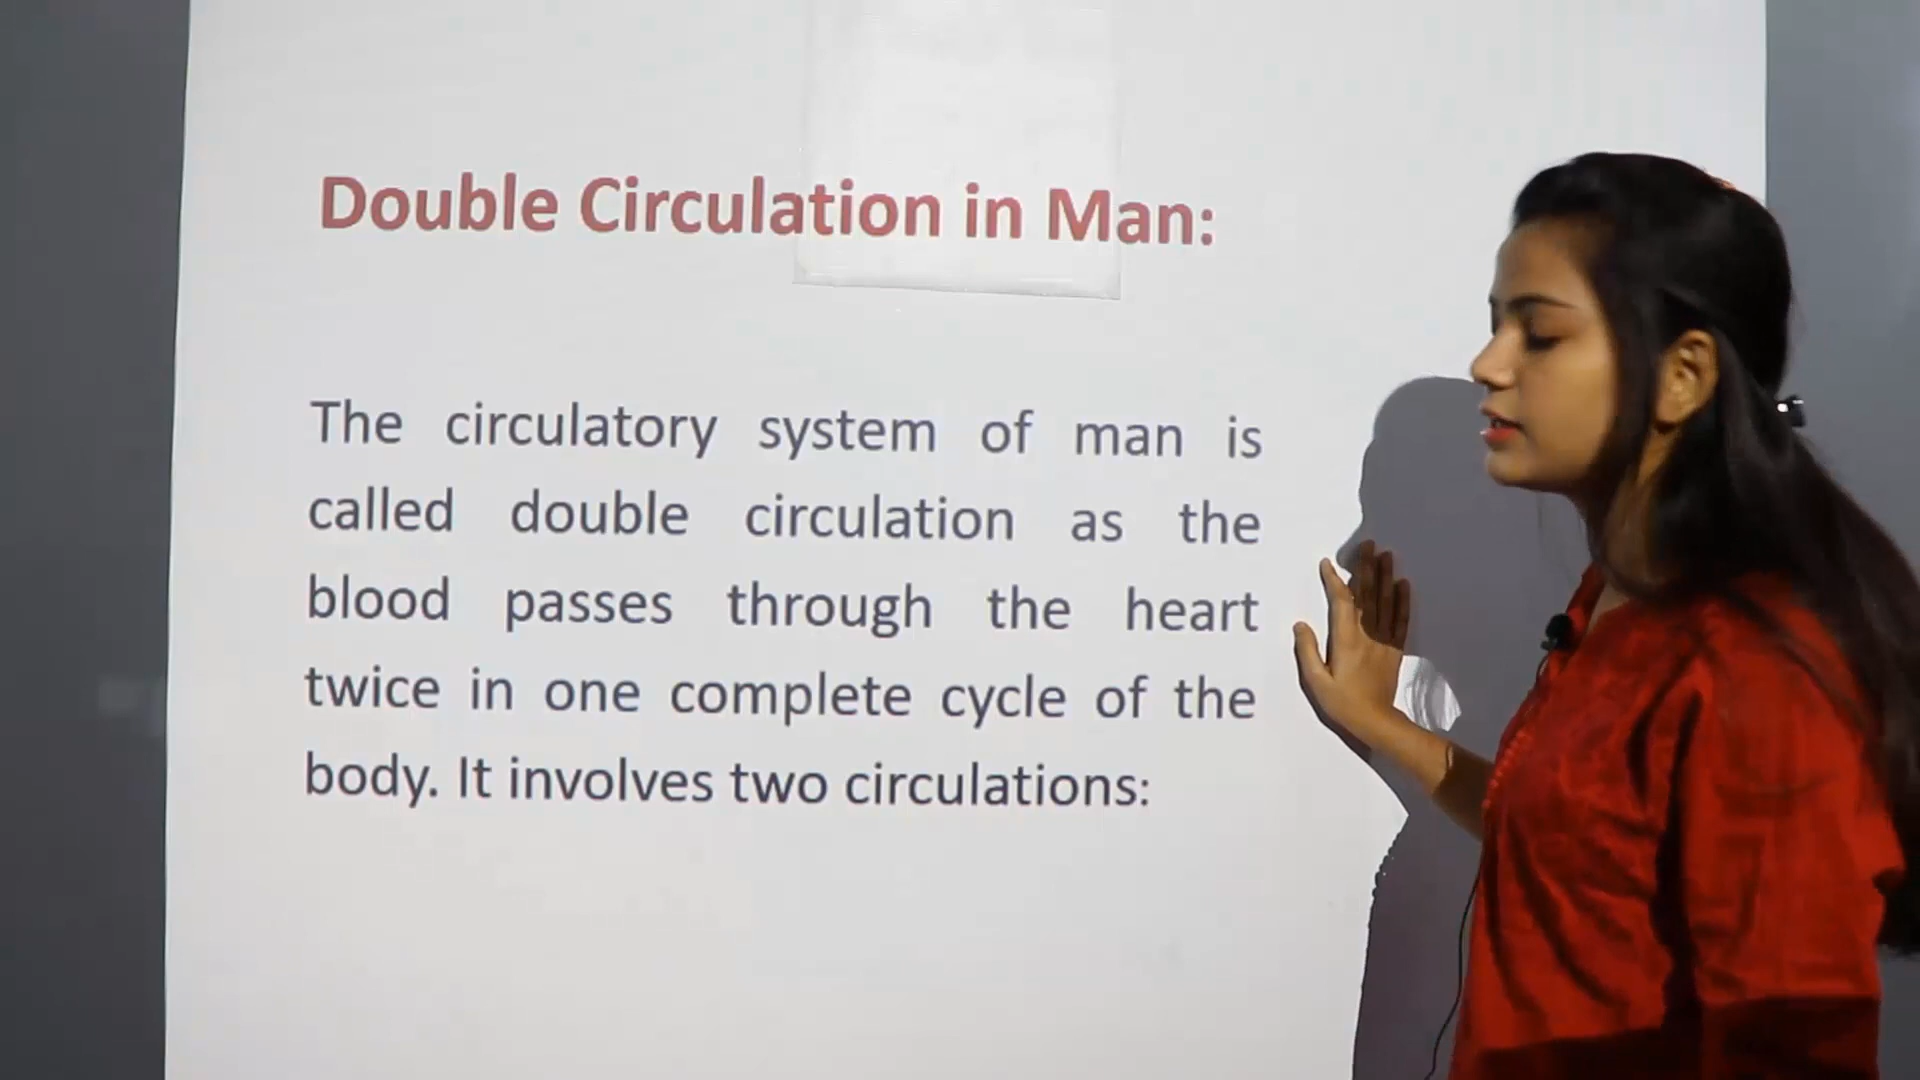 Double Circulation in Man:
The circulatory system of man is
called double circulation as the
blood passes through the heart
twice in one complete cycle of the
body. It involves two circulations: